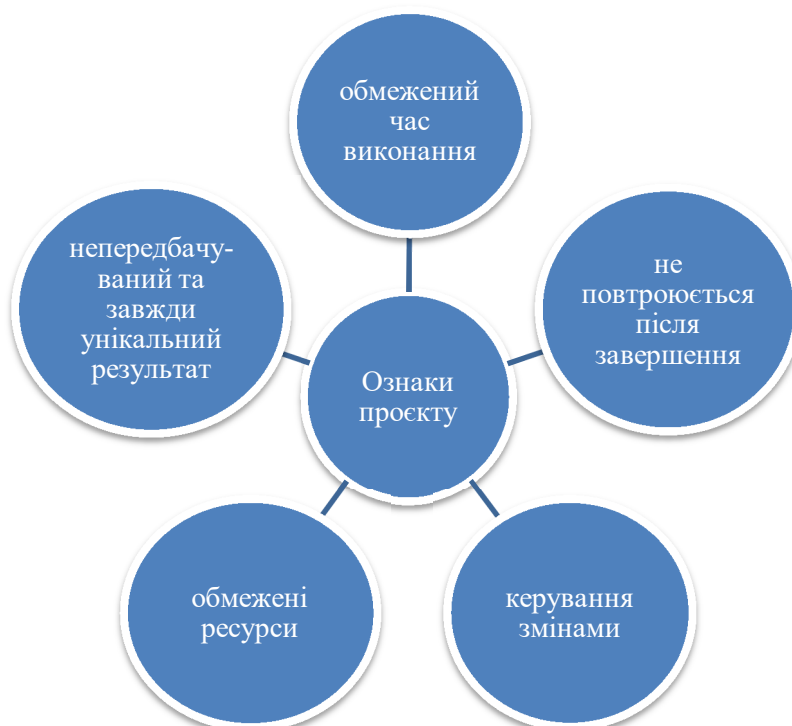 обмежений
час
виконання
непередбачу-
ваний та
завжди
унікальний
результат
не
повтроюється
після
завершення
Ознаки
проєкту
обмежені
ресурси
керування
змінами